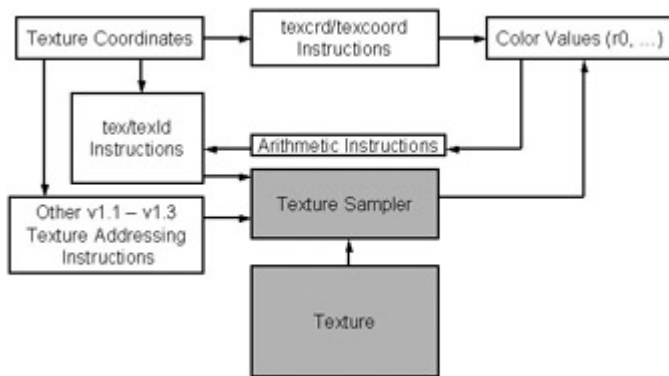 Texture Coordinates
texcrd/texcoord
Instructions
Color Values (r0, ...)
tex/texld
Instructions
Arithmetic Instructions
Texture Sampler
Other v1.1 – v1.3
Texture Addressing
Instructions
Texture